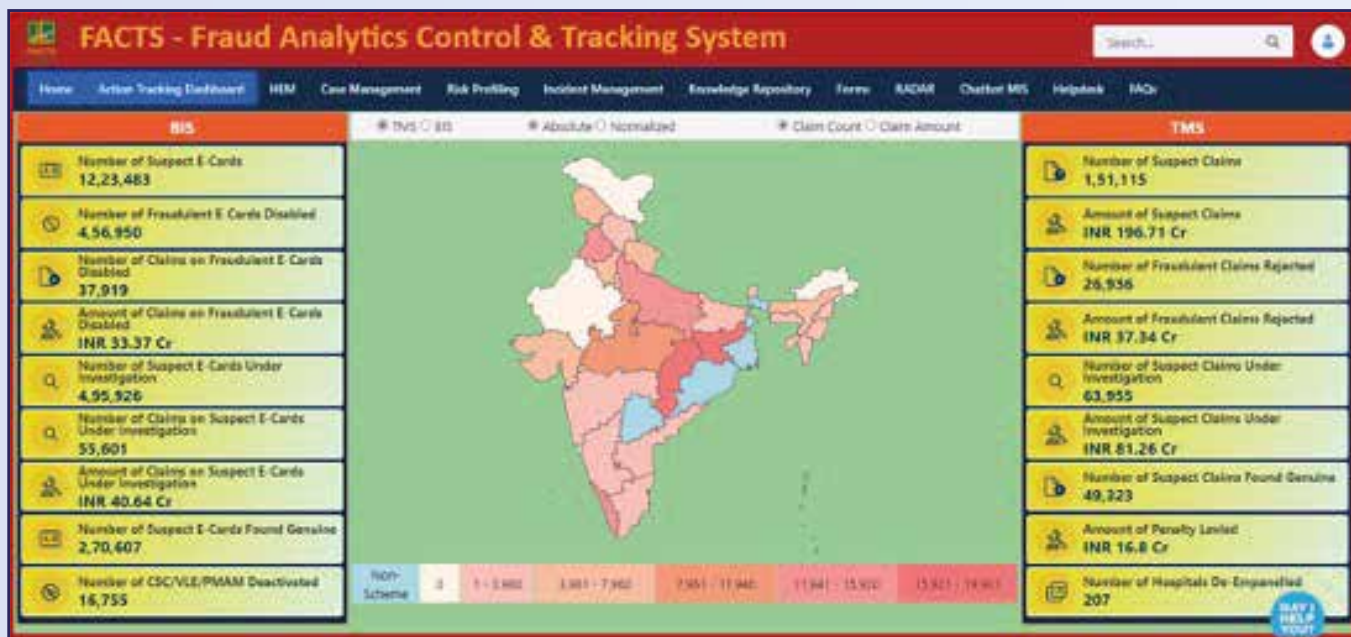 FACTS - Fraud Analytics Control & Tracking System
Search...
Home Action Tracking Dashboard HEM Case Management Risk Profiling Incident Management Knowledge Repository Forms RADAR Chatbot MIS Helpdesk FAQs
BIS
TMS BIS
Absolute Normalized
Claim Count Claim Amount
TMS
Number of Suspect E-Cards
12,23,483
Number of Fraudulent E Cards Disabled
4,56,950
Number of Claims on Fraudulent E Cards
Disabled
37,919
Amount of Claims on Fraudulent E Cards
Disabled
INR 33.37 Cr
Number of Suspect E-Cards Under
Investigation
4,95,926
Number of Claims on Suspect E-Cards
Under Investigation
55,601
Amount of Claims on Suspect E Cards
Under Investigation
INR 40.64 Cr
Number of Suspect E-Cards Found Genuine
2,70,607
Number of CSC/VLE/PMAM Deactivated
16,755
Non-
Scheme
0
Number of Suspect Claims
1,51,115
Amount of Suspect Claims
INR 196.71 Cr
Number of Fraudulent Claims Rejected
26,936
Amount of Fraudulent Claims Rejected
INR 37.34 Cr
Number of Suspect Claims Under
Investigation
63,955
Amount of Suspect Claims Under
Investigation
INR 81.26 Cr
Number of Suspect Claims Found Genuine
49,323
Amount of Penalty Levied
INR 16.8 Cr
Number of Hospitals De-Empanelled
207
MAY I
HELP
YOU?